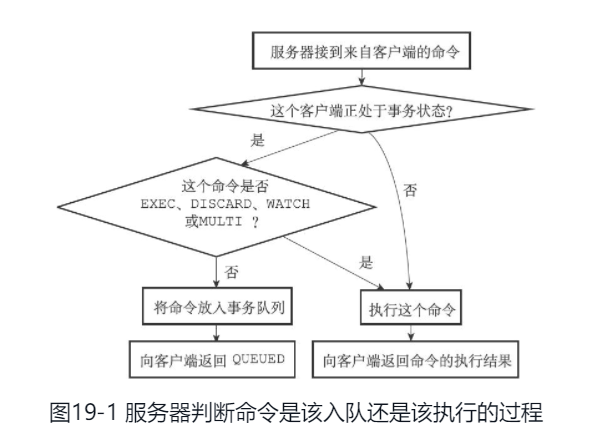 服务器接到来自客户端的命令
这个客户端正处于事务状态?
是
否
这个命令是否
EXEC、DISCARD、WATCH
或MULTI ?
否
是
将命令放入事务队列
执行这个命令
向客户端返回 QUEUED
向客户端返回命令的执行结果
图19-1 服务器判断命令是该入队还是该执行的过程